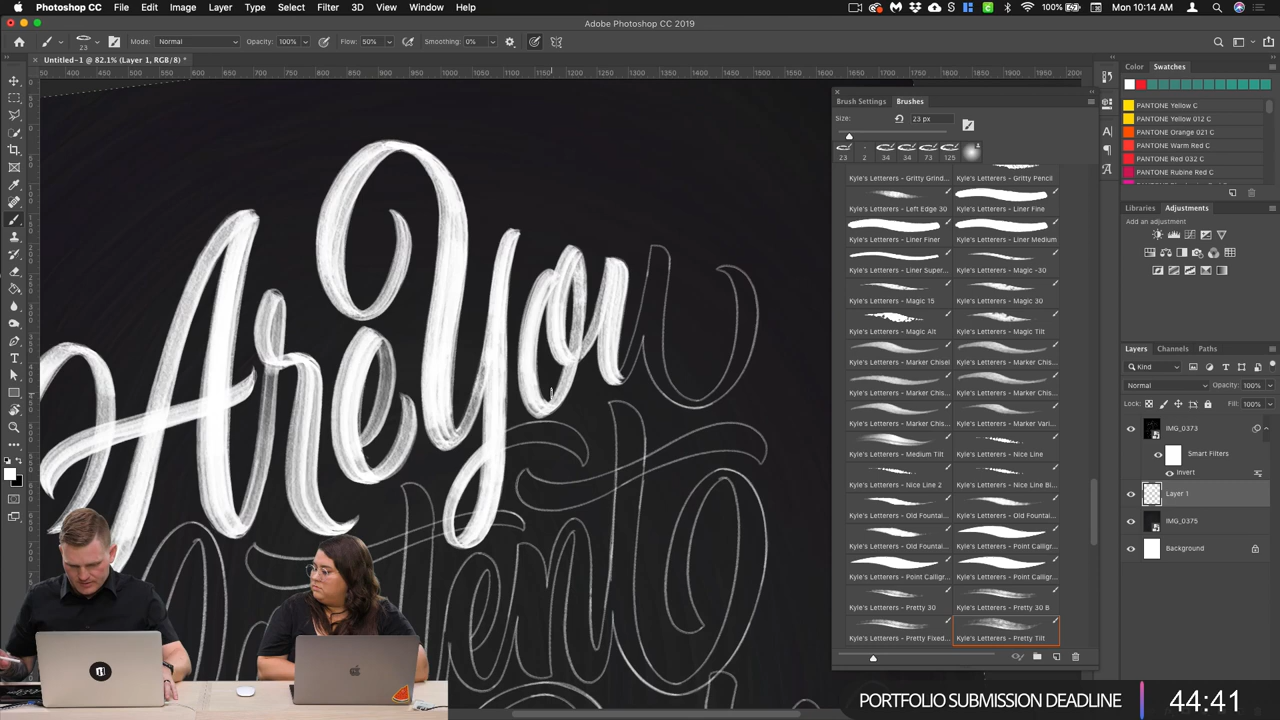 Photoshop CC File Edit Image Layer Type Select Filter 3D View Window Help 100% Mon 10:14 AM
Adobe Photoshop CC 2019
23 Mode: Normal Opacity: 100% Flow: 50% Smoothing: 0%
Untitled-1 @ 82.1% (Layer 1, RGB/8) *
Brush Settings Brushes
Size: 23 px
23 2 34 34 73 125
Kyle's Letterers - Gritty Grind... Kyle's Letterers - Gritty Pencil
Kyle's Letterers - Left Edge 30 Kyle's Letterers - Liner Fine
Kyle's Letterers - Liner Finer Kyle's Letterers - Liner Medium
Kyle's Letterers - Liner Super... Kyle's Letterers - Magic -30
Kyle's Letterers - Magic 15 Kyle's Letterers - Magic 30
Kyle's Letterers - Magic Alt Kyle's Letterers - Magic Tilt
Kyle's Letterers - Marker Chisel Kyle's Letterers - Marker Chis...
Kyle's Letterers - Marker Chis... Kyle's Letterers - Marker Chis...
Kyle's Letterers - Marker Chis... Kyle's Letterers - Marker Vari...
Kyle's Letterers - Medium Tilt Kyle's Letterers - Nice Line
Kyle's Letterers - Nice Line 2 Kyle's Letterers - Nice Line Bi...
Kyle's Letterers - Old Fountai... Kyle's Letterers - Old Fountai...
Kyle's Letterers - Old Fountai... Kyle's Letterers - Point Calligr...
Kyle's Letterers - Point Calligr... Kyle's Letterers - Point Calligr...
Kyle's Letterers - Pretty 30 Kyle's Letterers - Pretty 30 B
Kyle's Letterers - Pretty Fixed... Kyle's Letterers - Pretty Tilt
Color Swatches
PANTONE Yellow C
PANTONE Yellow 012 C
PANTONE Orange 021 C
PANTONE Warm Red C
PANTONE Red 032 C
PANTONE Rubine Red C
Libraries Adjustments
Add an adjustment
Layers Channels Paths
Kind
Normal Opacity: 100%
Lock: Fill: 100%
IMG_0373
Smart Filters
Invert
Layer 1
IMG_0375
Background
Are You
PORTFOLIO SUBMISSION DEADLINE 44:41